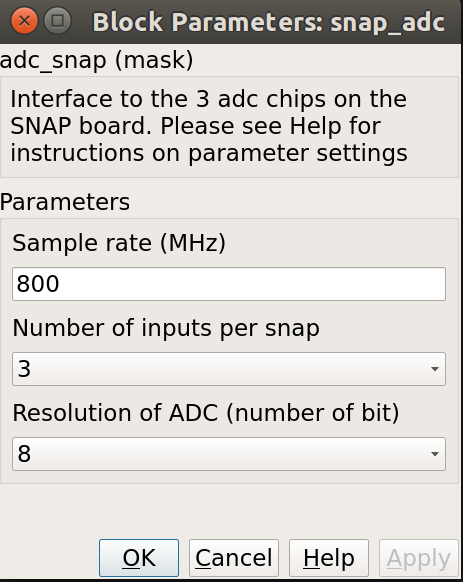 Block Parameters: snap_adc
adc_snap (mask)
Interface to the 3 adc chips on the
SNAP board. Please see Help for
instructions on parameter settings
Parameters
Sample rate (MHz)
800
Number of inputs per snap
3
Resolution of ADC (number of bit)
8
OK Cancel Help Apply